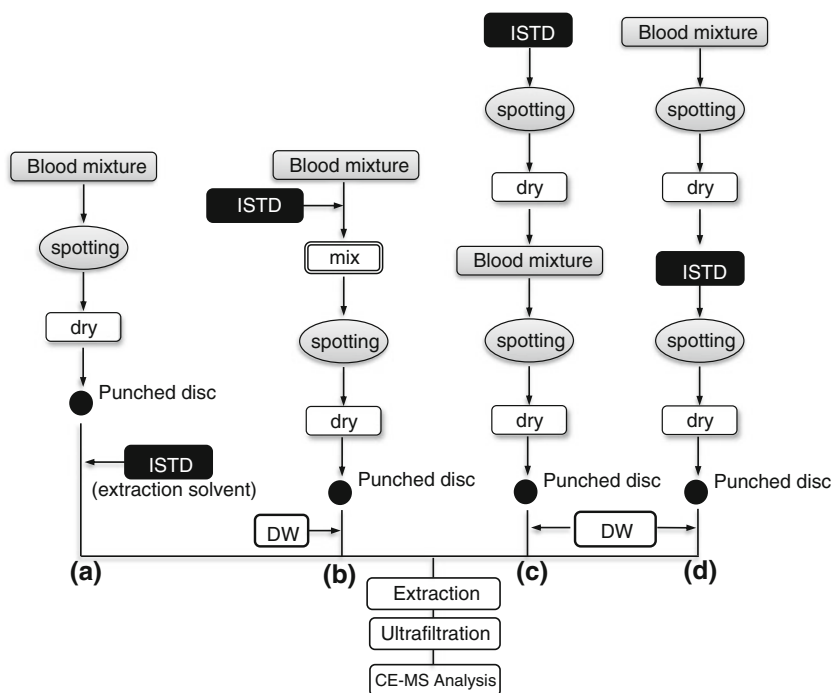 ISTD
Blood mixture
spotting
spotting
Blood mixture
Blood mixture
dry
dry
ISTD
spotting
mix
Blood mixture
ISTD
dry
spotting
spotting
spotting
Punched disc
dry
dry
dry
ISTD
(extraction solvent)
Punched disc
Punched disc
Punched disc
DW
DW
(a)
(b)
(c)
(d)
Extraction
Ultrafiltration
CE-MS Analysis